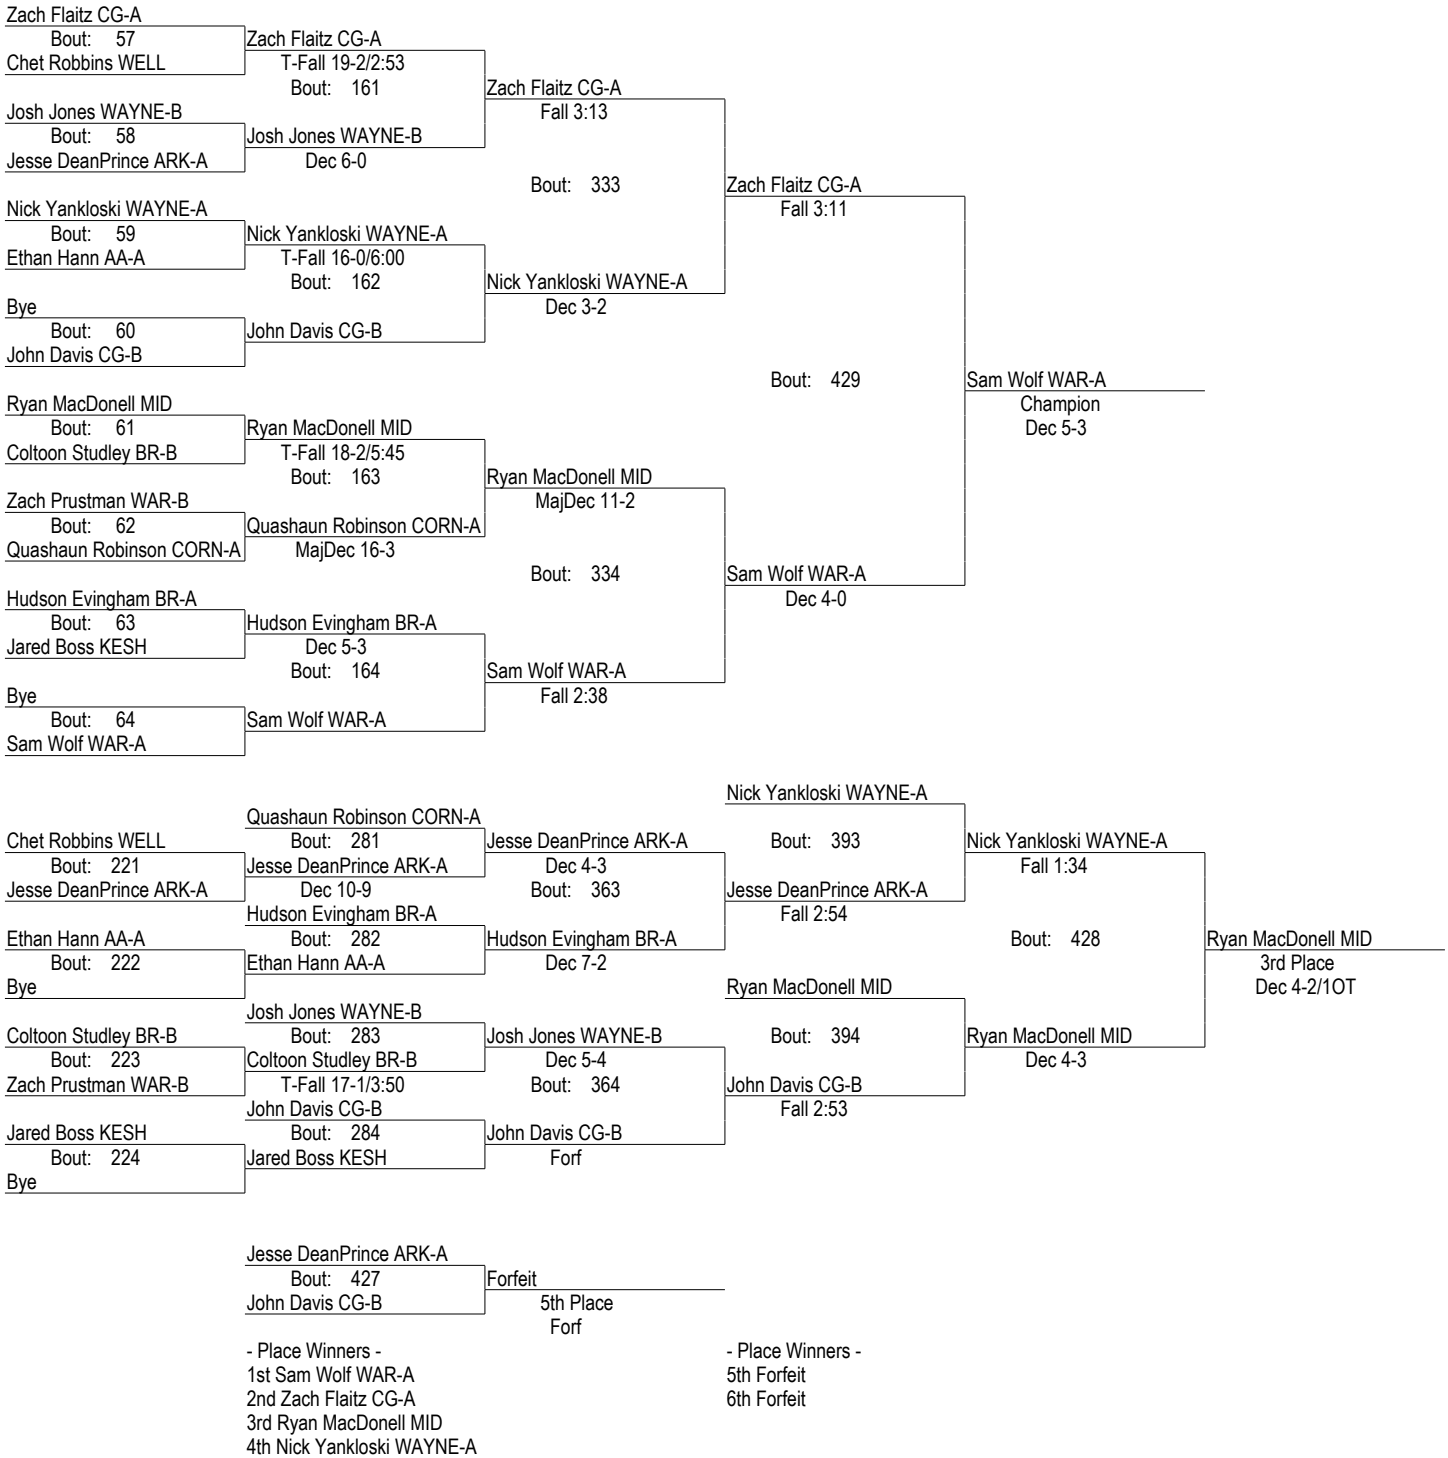 Zach Flaitz CG-A
Bout: 57
Zach Flaitz CG-A
Chet Robbins WELL
T-Fall 19-2/2:53
Bout: 161
Zach Flaitz CG-A
Josh Jones WAYNE-B
Fall 3:13
Bout: 58
Josh Jones WAYNE-B
Jesse DeanPrince ARK-A
Dec 6-0
Bout: 333
Zach Flaitz CG-A
Nick Yankloski WAYNE-A
Fall 3:11
Bout: 59
Nick Yankloski WAYNE-A
Ethan Hann AA-A
T-Fall 16-0/6:00
Bout: 162
Nick Yankloski WAYNE-A
Bye
Dec 3-2
Bout: 60
John Davis CG-B
John Davis CG-B
Bout: 429
Sam Wolf WAR-A
Ryan MacDonell MID
Champion
Bout: 61
Ryan MacDonell MID
Dec 5-3
Coltoon Studley BR-B
T-Fall 18-2/5:45
Bout: 163
Ryan MacDonell MID
Zach Prustman WAR-B
MajDec 11-2
Bout: 62
Quashaun Robinson CORN-A
Quashaun Robinson CORN-A
MajDec 16-3
Bout: 334
Sam Wolf WAR-A
Hudson Evingham BR-A
Dec 4-0
Bout: 63
Hudson Evingham BR-A
Jared Boss KESH
Dec 5-3
Bout: 164
Sam Wolf WAR-A
Bye
Fall 2:38
Bout: 64
Sam Wolf WAR-A
Sam Wolf WAR-A
Nick Yankloski WAYNE-A
Quashaun Robinson CORN-A
Chet Robbins WELL
Bout: 281
Jesse DeanPrince ARK-A
Bout: 393
Nick Yankloski WAYNE-A
Bout: 221
Jesse DeanPrince ARK-A
Dec 4-3
Fall 1:34
Jesse DeanPrince ARK-A
Dec 10-9
Bout: 363
Jesse DeanPrince ARK-A
Hudson Evingham BR-A
Fall 2:54
Ethan Hann AA-A
Bout: 282
Hudson Evingham BR-A
Bout: 428
Ryan MacDonell MID
Bout: 222
Ethan Hann AA-A
Dec 7-2
3rd Place
Bye
Ryan MacDonell MID
Dec 4-2/1OT
Josh Jones WAYNE-B
Coltoon Studley BR-B
Bout: 283
Josh Jones WAYNE-B
Bout: 394
Ryan MacDonell MID
Bout: 223
Coltoon Studley BR-B
Dec 5-4
Dec 4-3
Zach Prustman WAR-B
T-Fall 17-1/3:50
Bout: 364
John Davis CG-B
John Davis CG-B
Fall 2:53
Jared Boss KESH
Bout: 284
John Davis CG-B
Bout: 224
Jared Boss KESH
Forf
Bye
Jesse DeanPrince ARK-A
Bout: 427
Forfeit
John Davis CG-B
5th Place
Forf
- Place Winners -
1st Sam Wolf WAR-A
2nd Zach Flaitz CG-A
3rd Ryan MacDonell MID
4th Nick Yankloski WAYNE-A
- Place Winners -
5th Forfeit
6th Forfeit